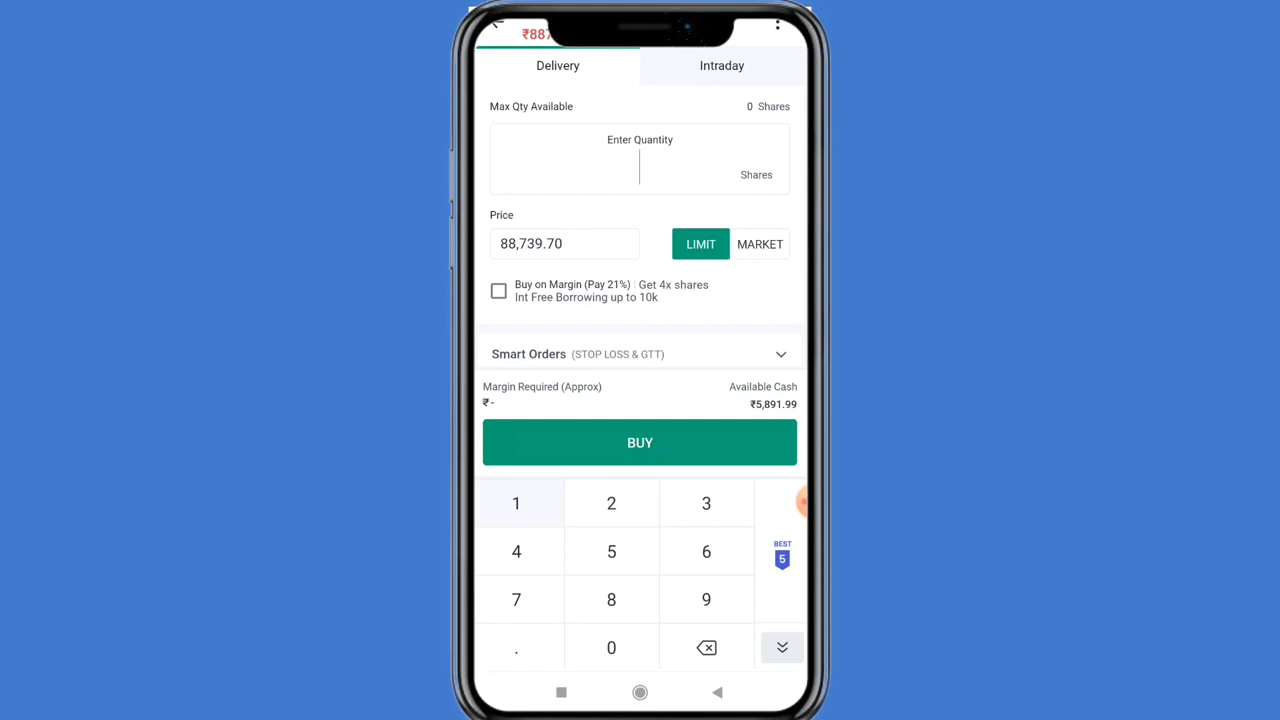 ₹887
Delivery
Intraday
Max Qty Available
0 Shares
Enter Quantity
Shares
Price
88,739.70
LIMIT
MARKET
Buy on Margin (Pay 21%) | Get 4x shares
Int Free Borrowing up to 10k
Smart Orders (STOP LOSS & GTT)
Margin Required (Approx)
Available Cash
₹ -
₹5,891.99
BUY
1
2
3
4
5
6
BEST
5
7
8
9
.
0